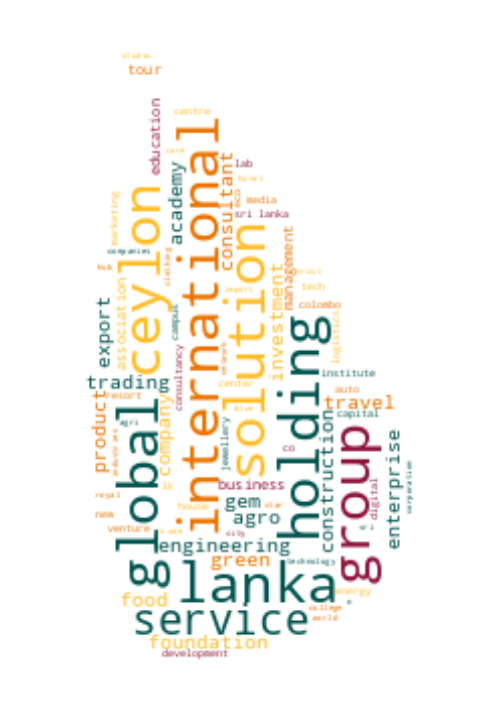 tour
centre
education
international
lab
academy
consultant
hotel
eco
media
ceylon
marketing
sri lanka
solution
companies
management
hub
clothing
investment
association
tech
export
campus
colombo
holding
logistics
network
consultancy
institute
trading
center
auto
resort
company
travel
product
global
blue
capital
agri
jewellery
construction
group
enterprise
co
business
lk
digital
corporation
royal
gem
star
house
new
agro
venture
city
engineering
green
technology
lanka
energy
food
college
service
world
foundation
development